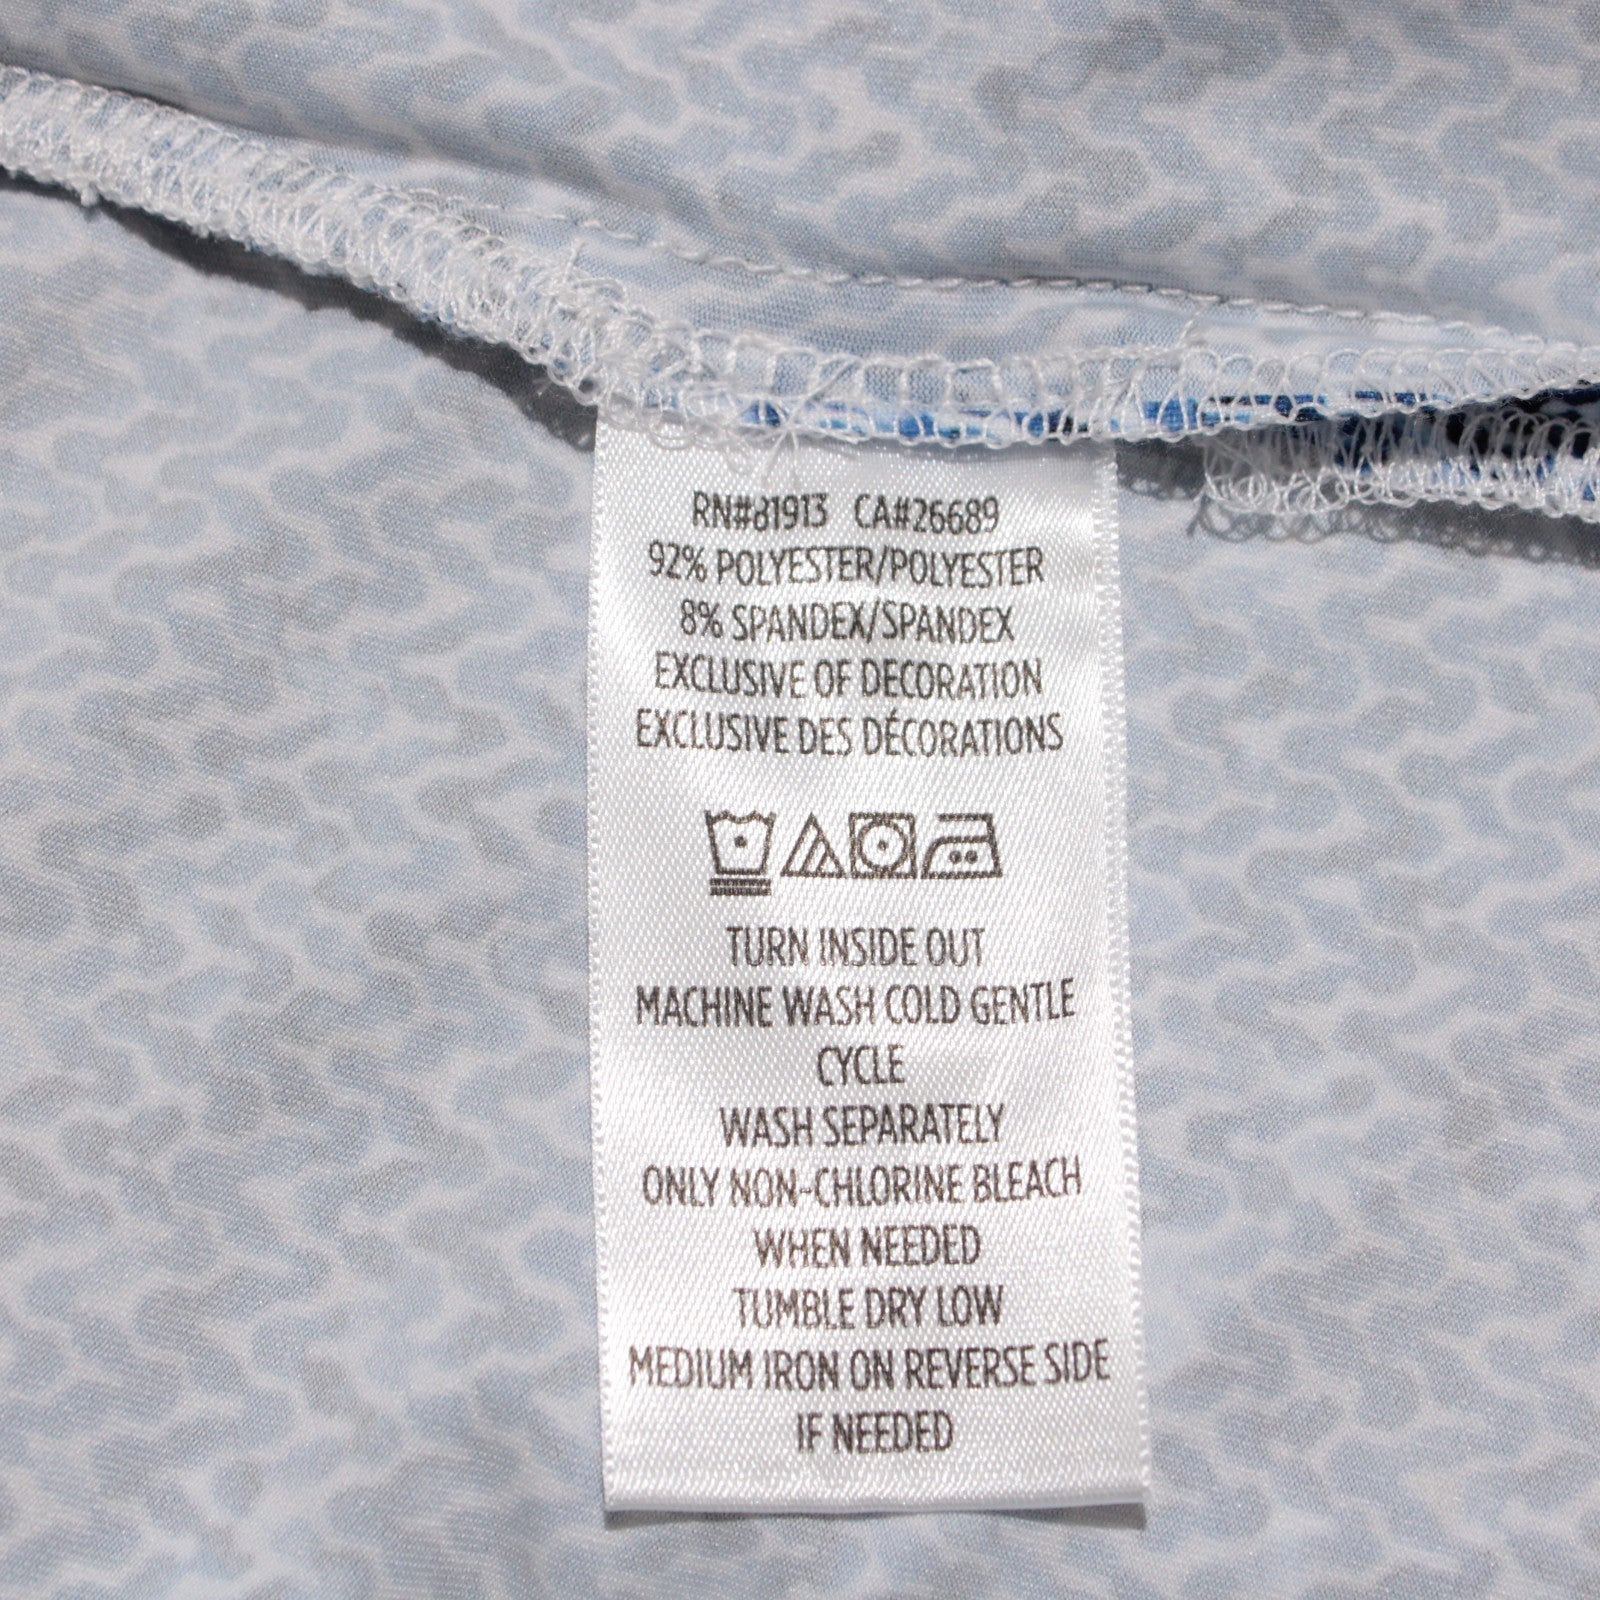 RN#81913 CA#26689
92% POLYESTER/POLYESTER
8% SPANDEX/SPANDEX
EXCLUSIVE OF DECORATION
EXCLUSIVE DES DÉCORATIONS
TURN INSIDE OUT
MACHINE WASH COLD GENTLE
CYCLE
WASH SEPARATELY
ONLY NON-CHLORINE BLEACH
WHEN NEEDED
TUMBLE DRY LOW
MEDIUM IRON ON REVERSE SIDE
IF NEEDED